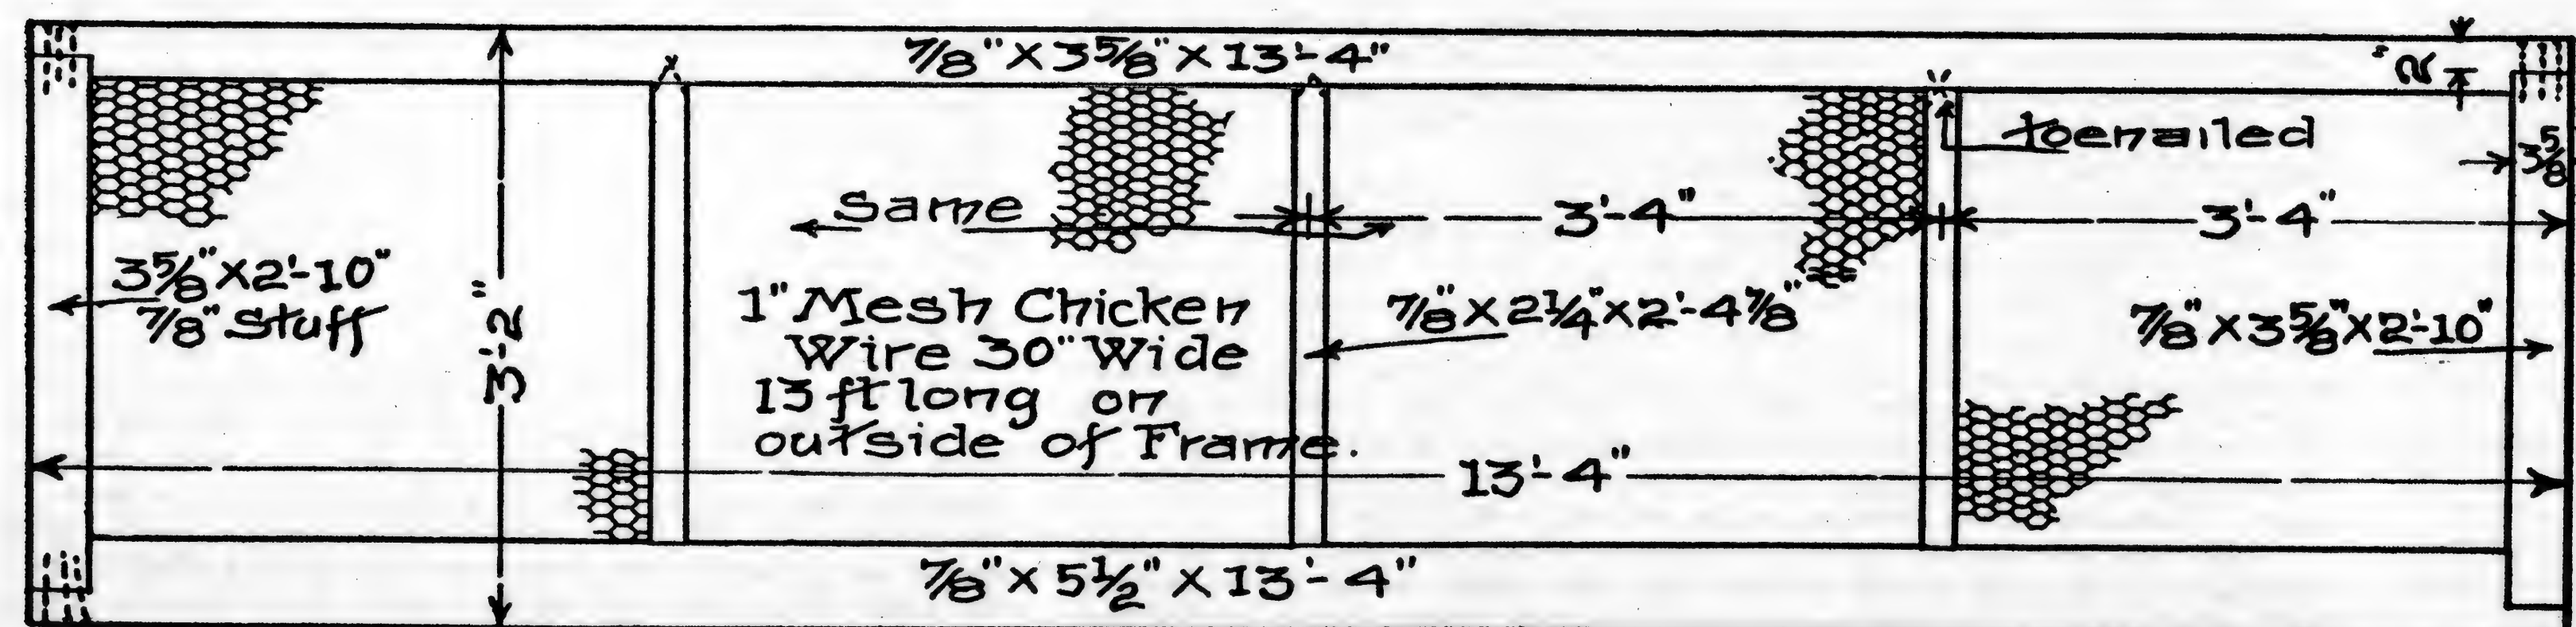 7/8" X 3 5/8" X 13'-4"
2"
toenailed
3 5/8
Same
3'-4"
3'-4"
3 5/8" X 2'-10"
7/8" Stuff
3'-2"
1" Mesh Chicken
Wire 30" Wide
13 ft long on
outside of Frame.
7/8" X 2 1/4" X 2'-4 7/8"
7/8" X 3 5/8" X 2'-10"
13'-4"
7/8" X 5 1/2" X 13'-4"